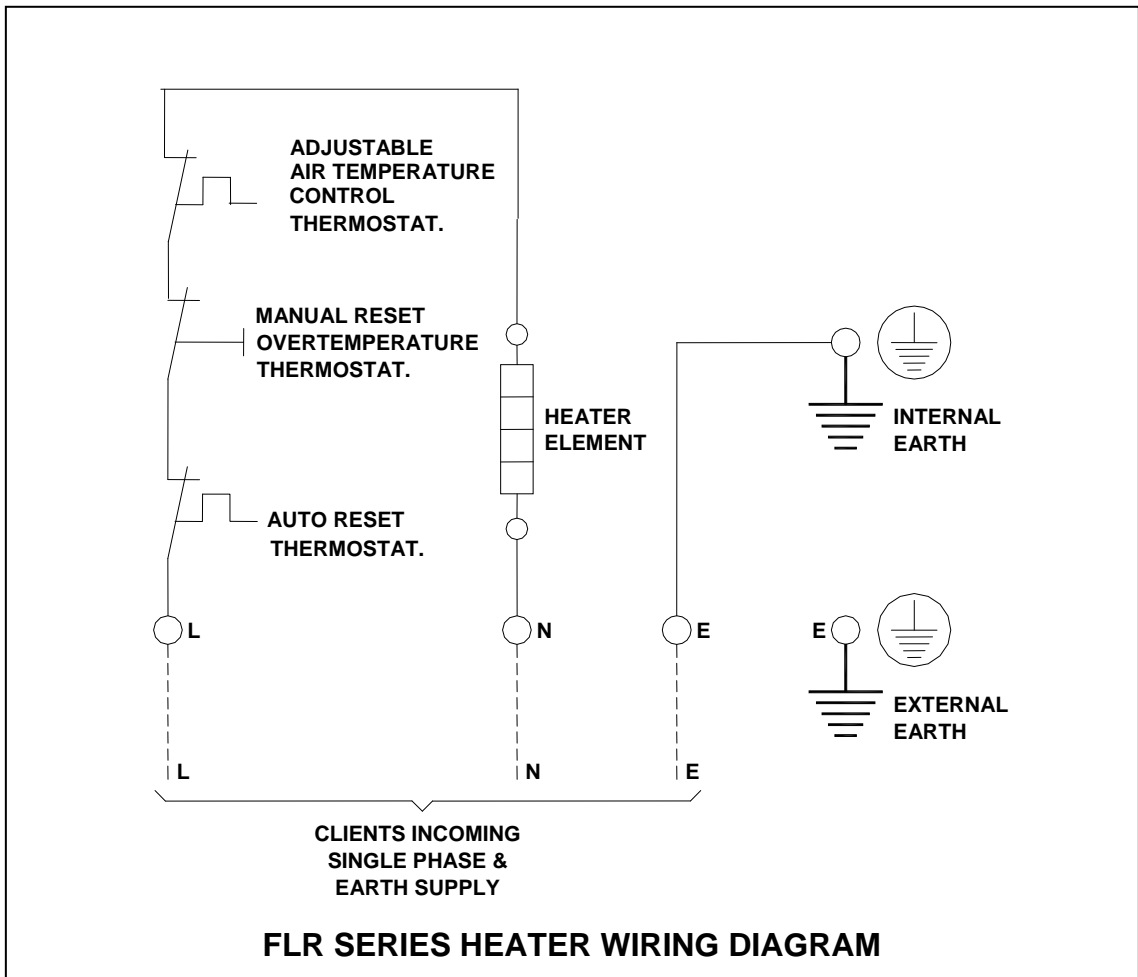 ADJUSTABLE
AIR TEMPERATURE
CONTROL
THERMOSTAT.
MANUAL RESET
OVERTEMPERATURE
THERMOSTAT.
HEATER
ELEMENT
INTERNAL
EARTH
AUTO RESET
THERMOSTAT.
L
N
E
E
EXTERNAL
EARTH
L
N
E
CLIENTS INCOMING
SINGLE PHASE &
EARTH SUPPLY
FLR SERIES HEATER WIRING DIAGRAM